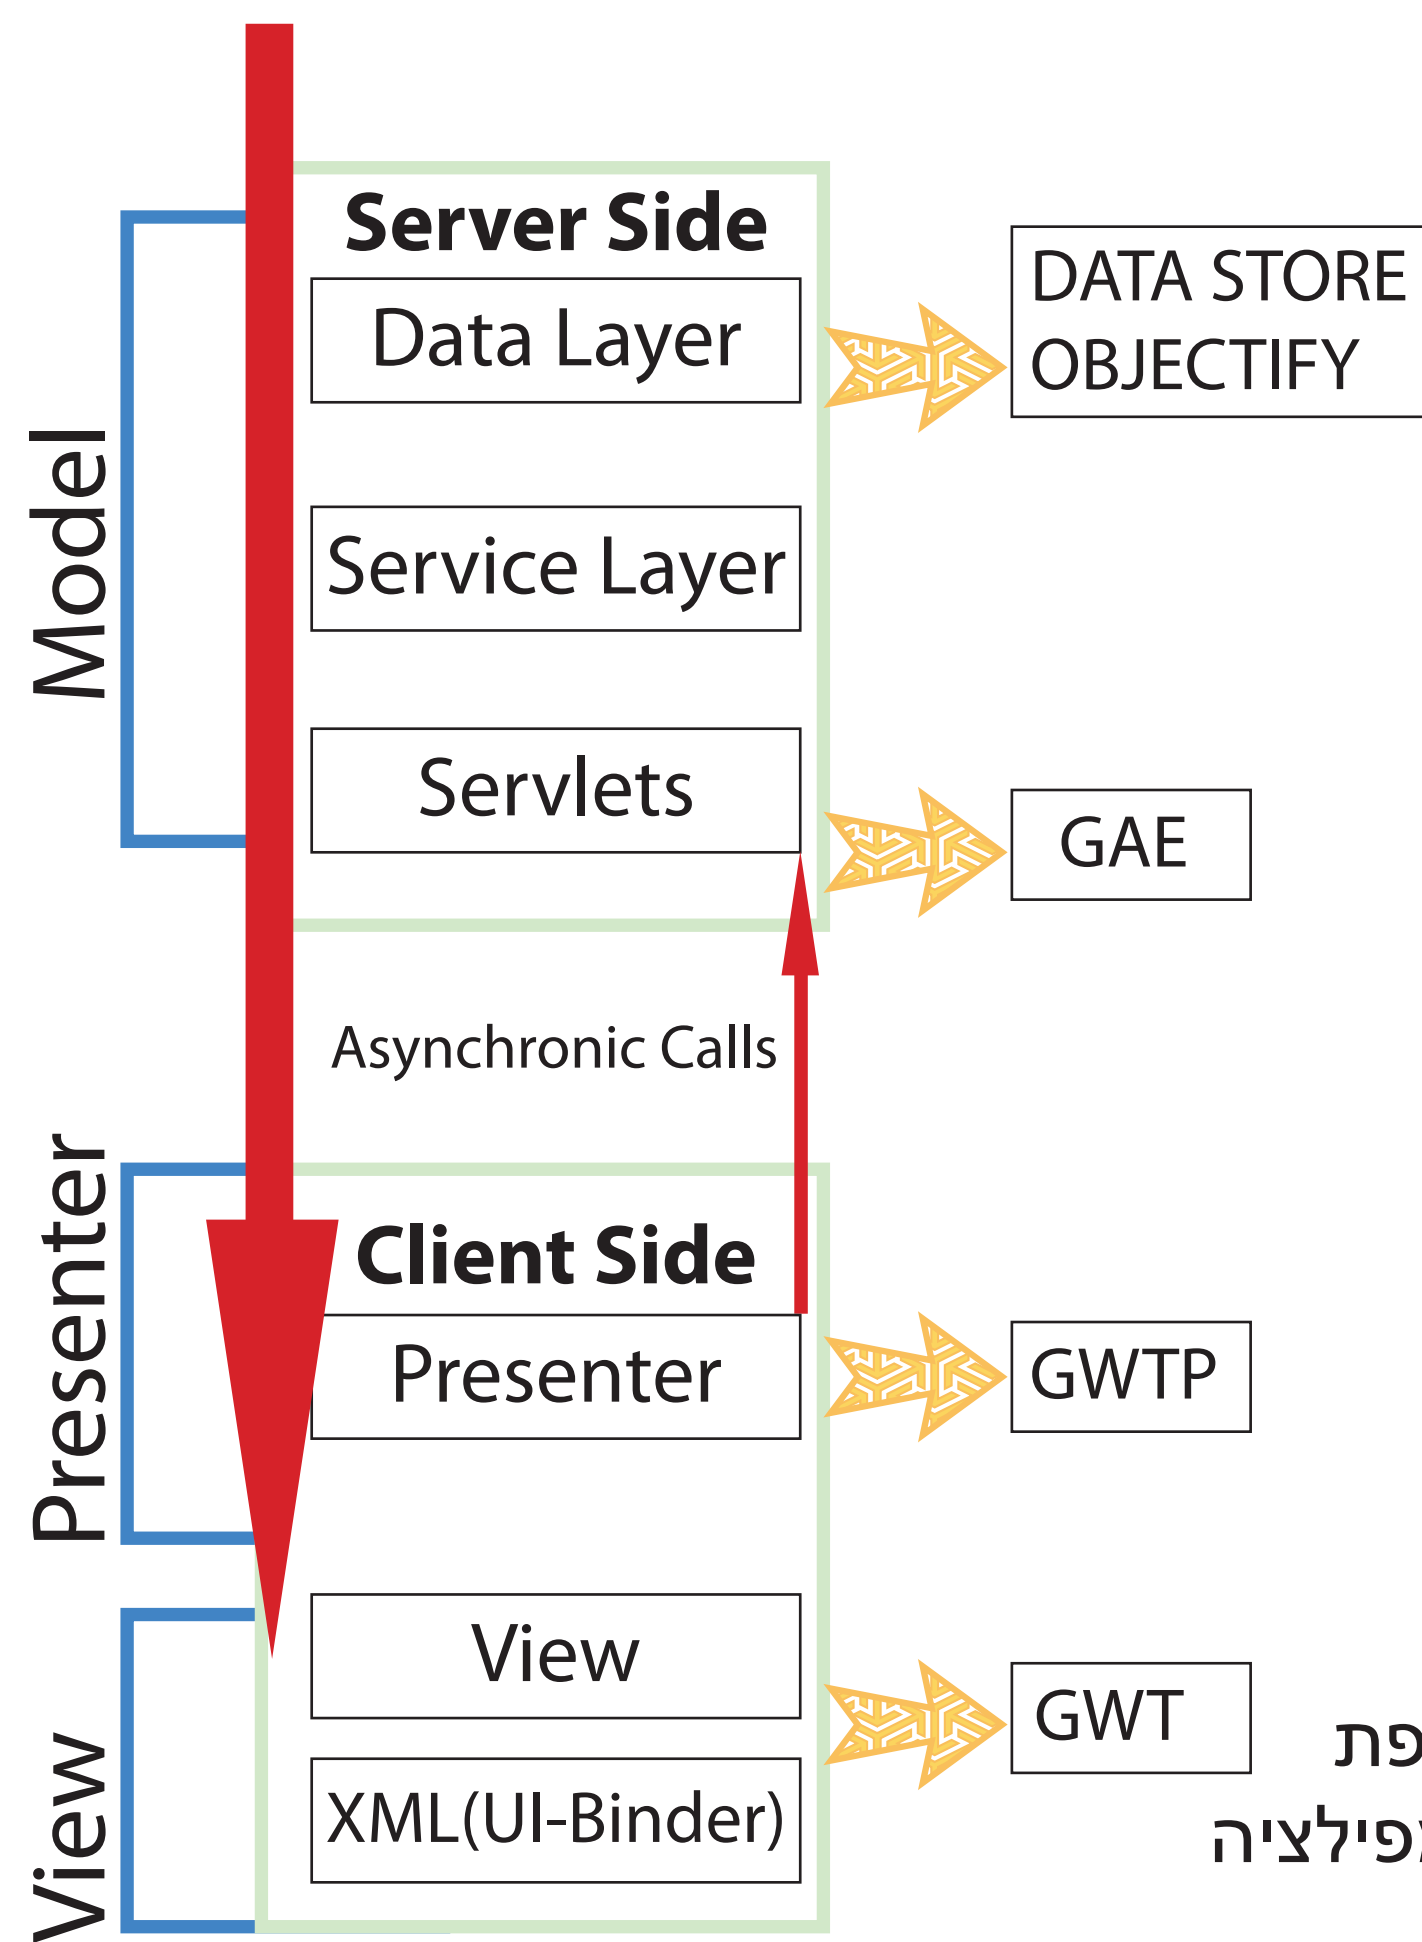 Server Side
Data Layer
DATA STORE
OBJECTIFY
Model
Service Layer
Servlets
GAE
Asynchronic Calls
Presenter
Client Side
Presenter
GWTP
View
View
GWT
XML(UI-Binder)